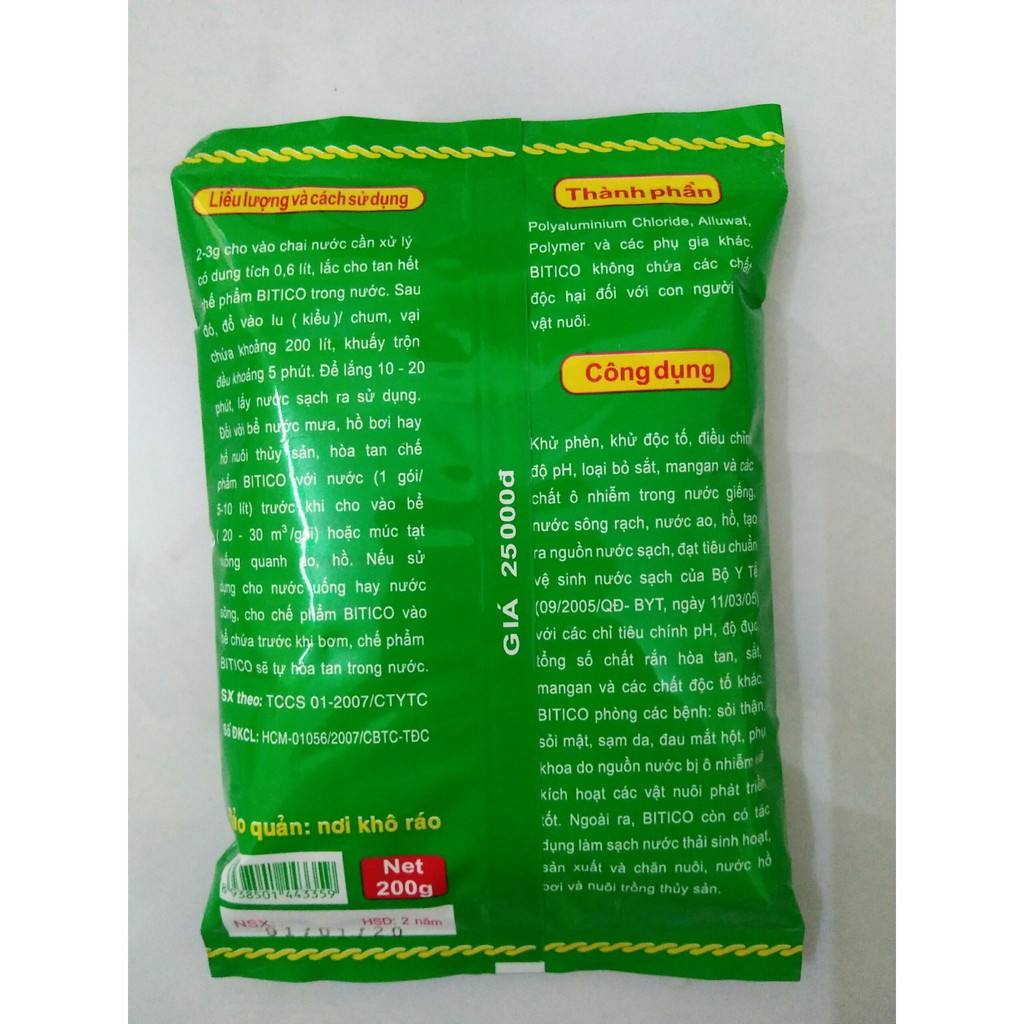 Liều lượng và cách sử dụng
2-3g cho vào chai nước cần xử lý
có dung tích 0,6 lít, lắc cho tan hết
chế phẩm BITICO trong nước. Sau
đó, đổ vào lu ( kiểu)/ chum, vại
chứa khoảng 200 lít, khuấy trộn
đều khoảng 5 phút. Để lắng 10 - 20
phút, lấy nước sạch ra sử dụng.
Đối với bể nước mưa, hồ bơi hay
hồ nuôi thủy sản, hòa tan chế
phẩm BITICO với nước (1 gói/
5-10 lít) trước khi cho vào bể
( 20 - 30 m³/gói) hoặc múc tạt
xuống quanh ao, hồ. Nếu sử
dụng cho nước uống hay nước
sông, cho chế phẩm BITICO vào
bể chứa trước khi bơm, chế phẩm
BITICO sẽ tự hòa tan trong nước.
SX theo: TCCS 01-2007/CTYTC
Số ĐKCL: HCM-01056/2007/CBTC-TĐC
Bảo quản: nơi khô ráo
8 938501 443359
Net
200g
NSX HSD: 2 năm
01/01/20
GIÁ 25000đ
Thành phần
Polyaluminium Chloride, Alluwat,
Polymer và các phụ gia khác.
BITICO không chứa các chất
độc hại đối với con người
vật nuôi.
Công dụng
Khử phèn, khử độc tố, điều chỉnh
độ pH, loại bỏ sắt, mangan và các
chất ô nhiễm trong nước giếng,
nước sông rạch, nước ao, hồ, tạo
ra nguồn nước sạch, đạt tiêu chuẩn
vệ sinh nước sạch của Bộ Y Tế
(09/2005/QĐ- BYT, ngày 11/03/05)
với các chỉ tiêu chính pH, độ đục,
tổng số chất rắn hòa tan, sắt,
mangan và các chất độc tố khác.
BITICO phòng các bệnh: sỏi thận,
sỏi mật, sạm da, đau mắt hột, phụ
khoa do nguồn nước bị ô nhiễm
kích hoạt các vật nuôi phát triển
tốt. Ngoài ra, BITICO còn có tác
dụng làm sạch nước thải sinh hoạt,
sản xuất và chăn nuôi, nước hồ
bơi và nuôi trồng thủy sản.